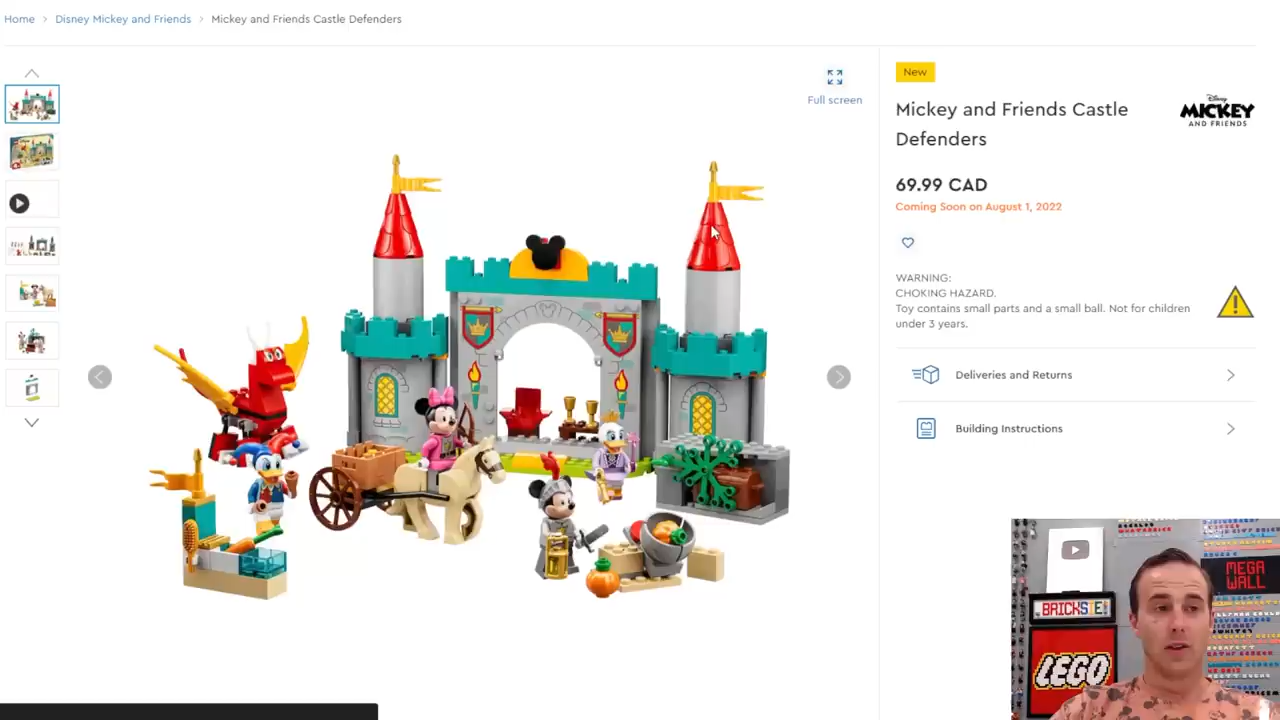 Home > Disney Mickey and Friends > Mickey and Friends Castle Defenders
Full screen
New
Mickey and Friends Castle
Defenders
Disney
MICKEY
AND FRIENDS
69.99 CAD
Coming Soon on August 1, 2022
WARNING:
CHOKING HAZARD.
Toy contains small parts and a small ball. Not for children
under 3 years.
Deliveries and Returns
Building Instructions
MEGA
WALL
BRICKSIE
LEGO